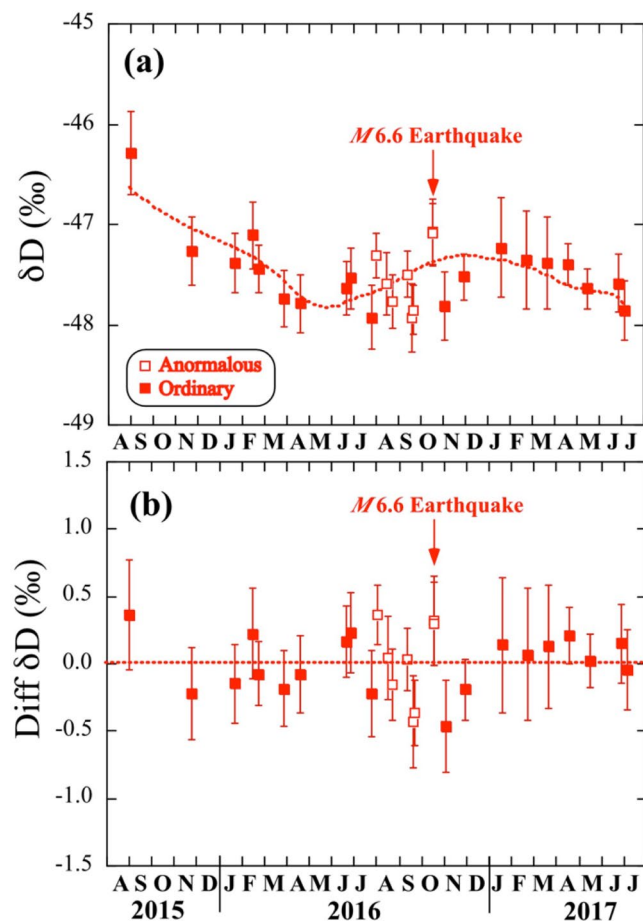 -45
(a)
-46
M 6.6 Earthquake
δD (‰)
-47
-48
Anormalous
Ordinary
-49
A S O N D J F M A M J J A S O N D J F M A M J J
1.5
(b)
M 6.6 Earthquake
1.0
0.5
Diff δD (‰)
0.0
-0.5
-1.0
-1.5
A S O N D J F M A M J J A S O N D J F M A M J J
2015 2016 2017